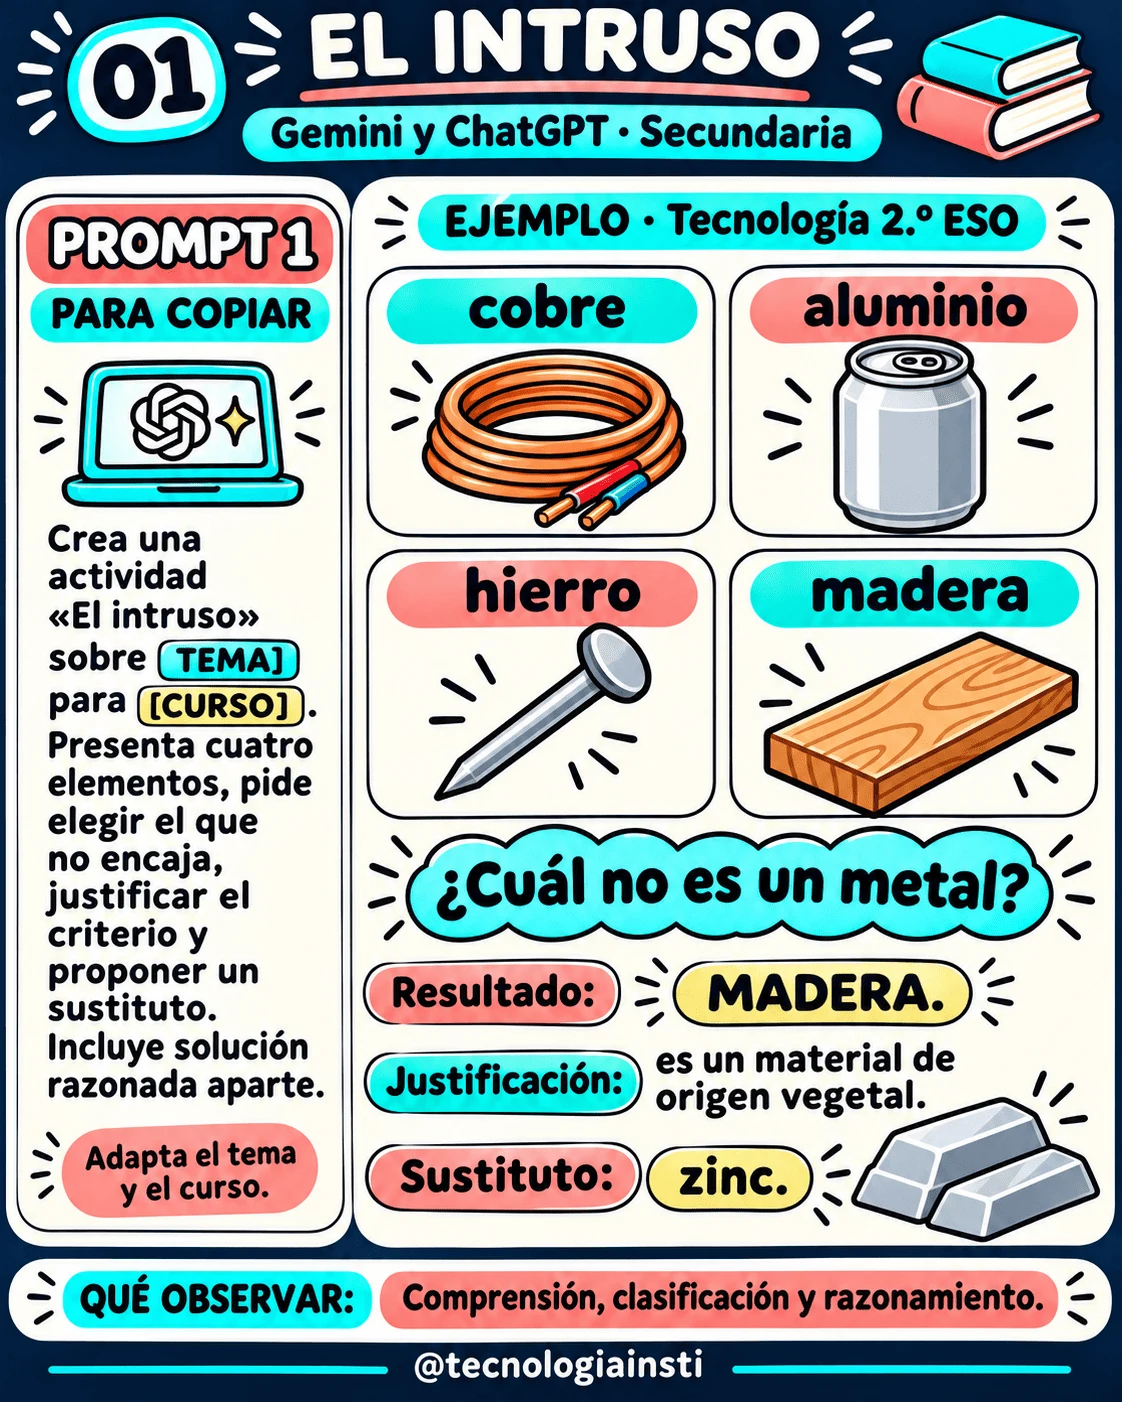 01
EL INTRUSO
Gemini y ChatGPT · Secundaria
PROMPT 1
PARA COPIAR
Crea una
actividad
«El intruso»
sobre TEMA]
para [CURSO].
Presenta cuatro
elementos, pide
elegir el que
no encaja,
justificar el
criterio y
proponer un
sustituto.
Incluye solución
razonada aparte.
Adapta el tema
y el curso.
EJEMPLO · Tecnología 2.º ESO
cobre
aluminio
hierro
madera
¿Cuál no es un metal?
Resultado: MADERA.
Justificación: es un material de
origen vegetal.
Sustituto: zinc.
QUÉ OBSERVAR: Comprensión, clasificación y razonamiento.
@tecnologiainsti